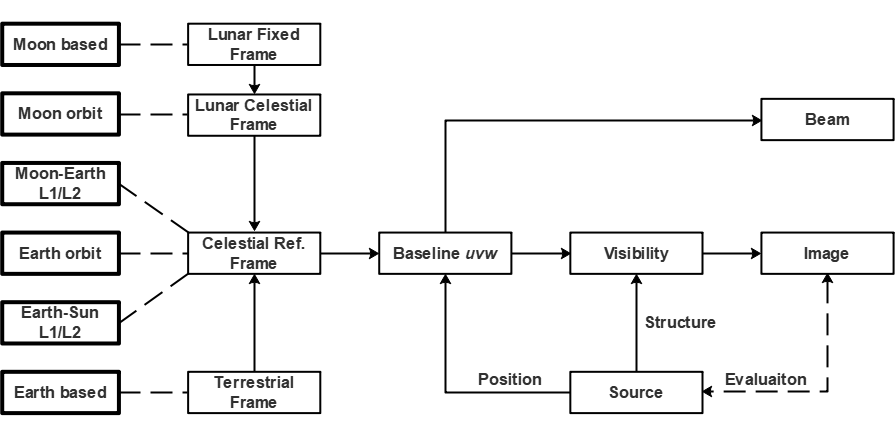 Moon based
Lunar Fixed
Frame
Moon orbit
Lunar Celestial
Frame
Beam
Moon-Earth
L1/L2
Earth orbit
Celestial Ref.
Frame
Baseline uvw
Visibility
Image
Earth-Sun
L1/L2
Structure
Earth based
Terrestrial
Frame
Position
Source
Evaluaiton